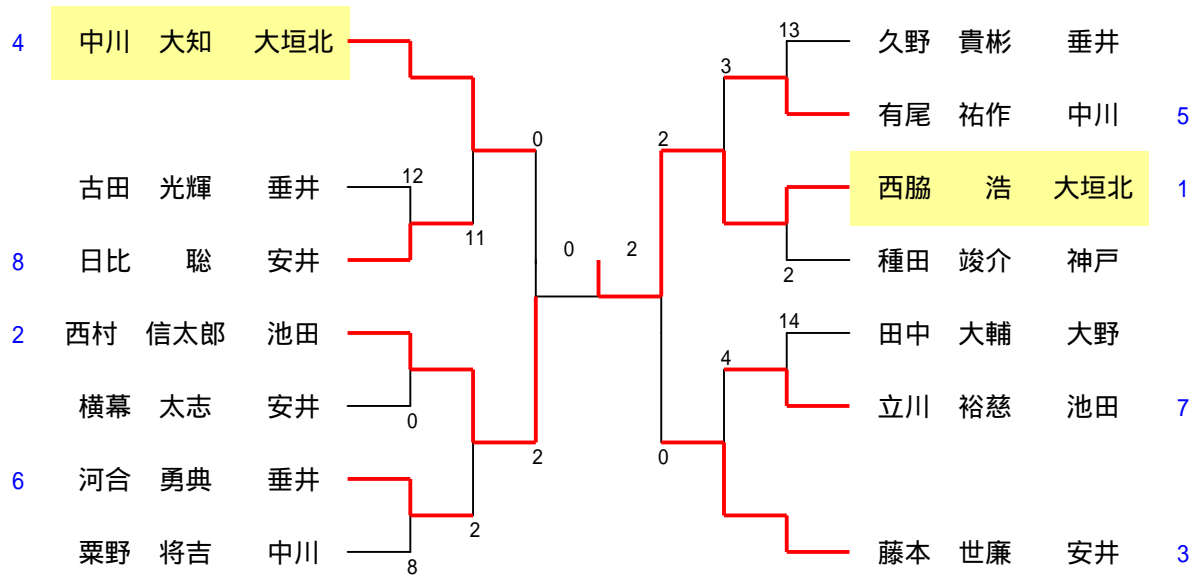 4 中川 大知 大垣北
古田 光輝 垂井
8 日比 聡 安井
2 西村 信太郎 池田
横幕 太志 安井
6 河合 勇典 垂井
粟野 将吉 中川
12
11
0
0
2
2
8
0 2
13
3
2
2
14
4
0
久野 貴彬 垂井
有尾 祐作 中川 5
西脇 浩 大垣北 1
種田 竣介 神戸
田中 大輔 大野
立川 裕慈 池田 7
藤本 世廉 安井 3